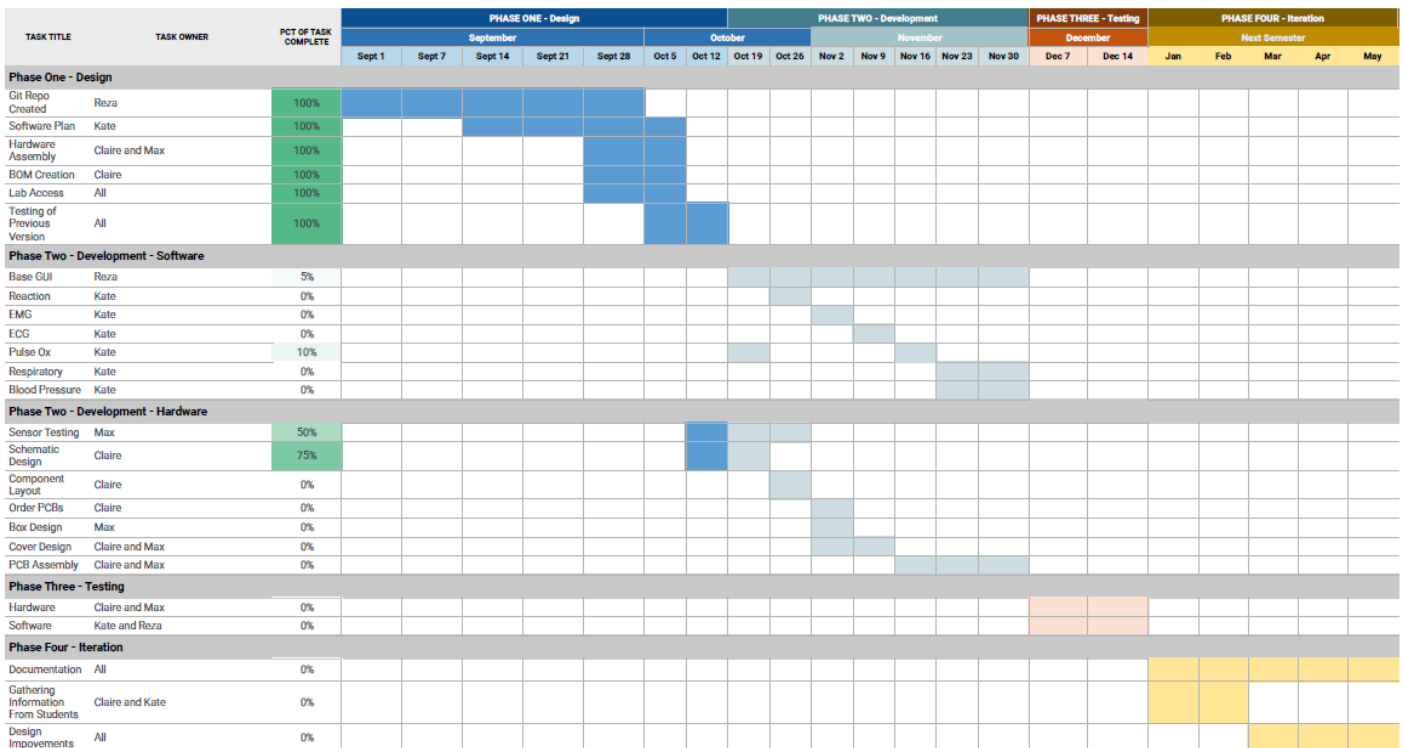 PHASE ONE - Design PHASE TWO - Development PHASE THREE - Testing PHASE FOUR - Iteration
TASK TITLE TASK OWNER PCT OF TASK COMPLETE September October November December Next Semester
Sept 1 Sept 7 Sept 14 Sept 21 Sept 28 Oct 5 Oct 12 Oct 19 Oct 26 Nov 2 Nov 9 Nov 16 Nov 23 Nov 30 Dec 7 Dec 14 Jan Feb Mar Apr May
Phase One - Design
Git Repo Created Reza 100%
Software Plan Kate 100%
Hardware Assembly Claire and Max 100%
BOM Creation Claire 100%
Lab Access All 100%
Testing of Previous Version All 100%
Phase Two - Development - Software
Base GUI Reza 5%
Reaction Kate 0%
EMG Kate 0%
ECG Kate 0%
Pulse Ox Kate 10%
Respiratory Kate 0%
Blood Pressure Kate 0%
Phase Two - Development - Hardware
Sensor Testing Max 50%
Schematic Design Claire 75%
Component Layout Claire 0%
Order PCBs Claire 0%
Box Design Max 0%
Cover Design Claire and Max 0%
PCB Assembly Claire and Max 0%
Phase Three - Testing
Hardware Claire and Max 0%
Software Kate and Reza 0%
Phase Four - Iteration
Documentation All 0%
Gathering Information From Students Claire and Kate 0%
Design Impovements All 0%